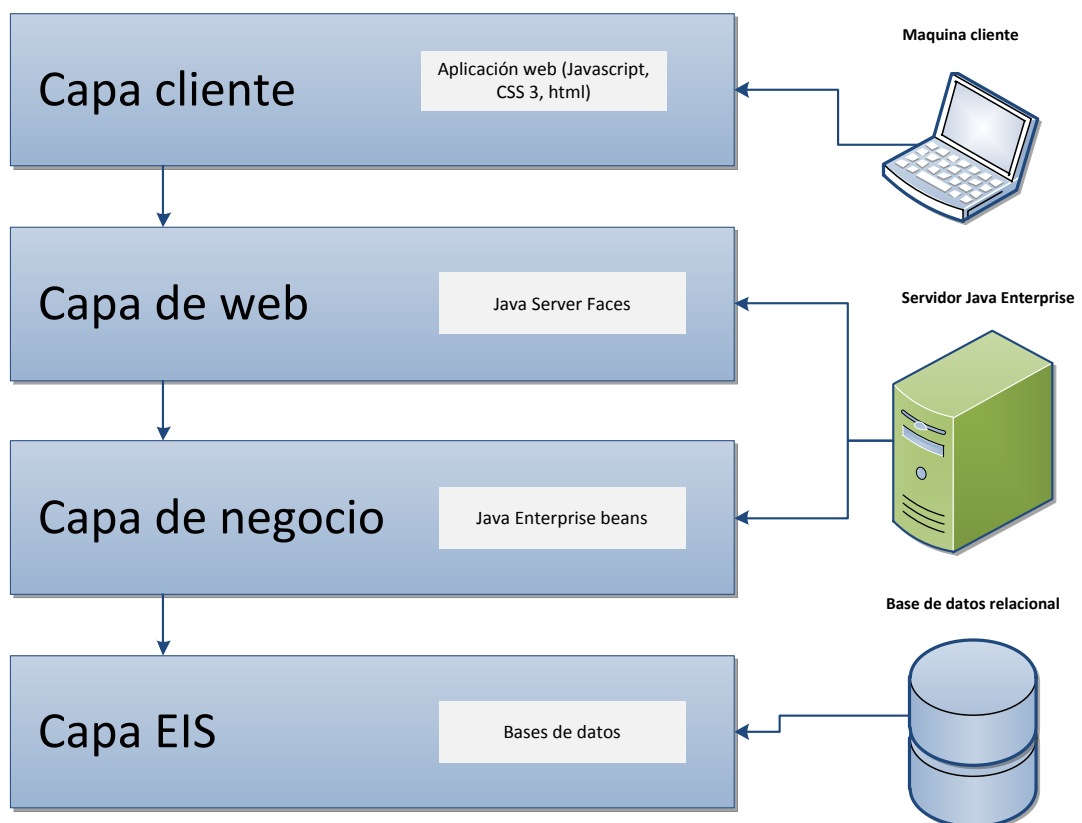 Capa cliente
Aplicación web (Javascript,
CSS 3, html)
Maquina cliente
Capa de web
Java Server Faces
Servidor Java Enterprise
Capa de negocio
Java Enterprise beans
Base de datos relacional
Capa EIS
Bases de datos